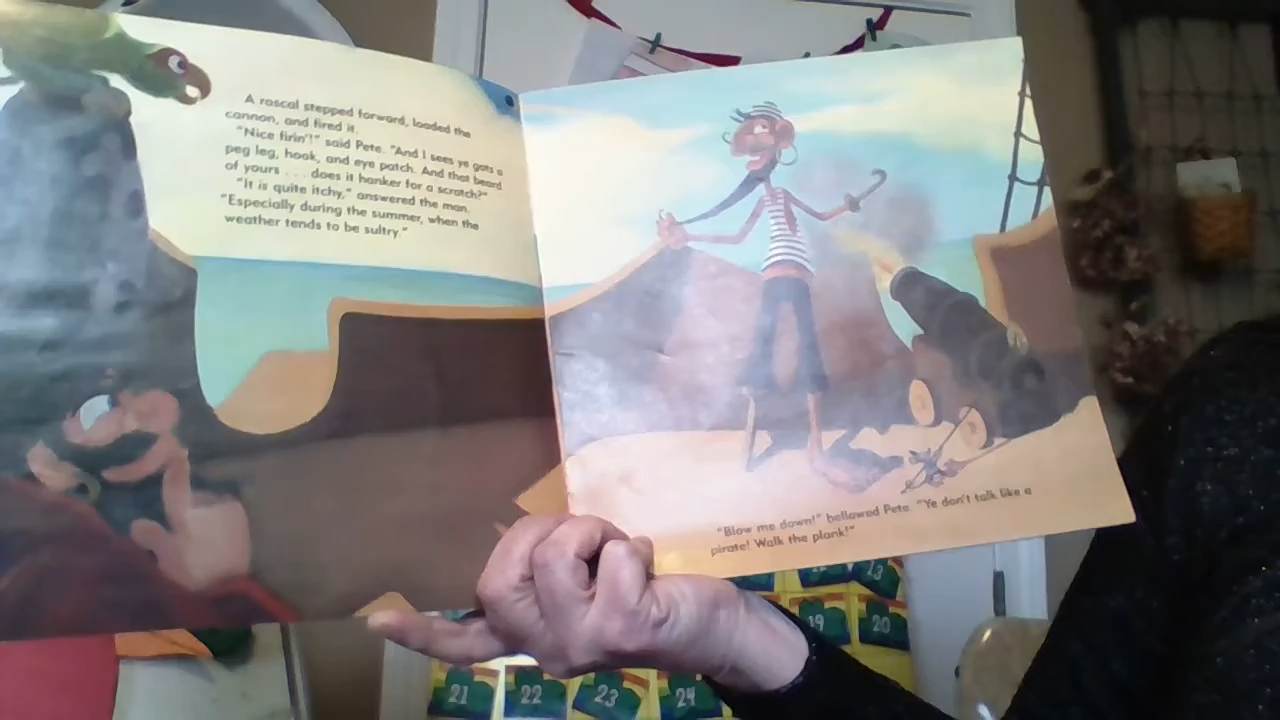 A rascal stepped forward, loaded the
cannon, and fired it.
"Nice firin'!" said Pete. "And I sees ye gots a
peg leg, hook, and eye patch. And that beard
of yours . . . does it hanker for a scratch?"
"It is quite itchy," answered the man.
"Especially during the summer, when the
weather tends to be sultry."
"Blow me down!" bellowed Pete. "Ye don't talk like a
pirate! Walk the plank!"
13
19
20
21
22
23
24